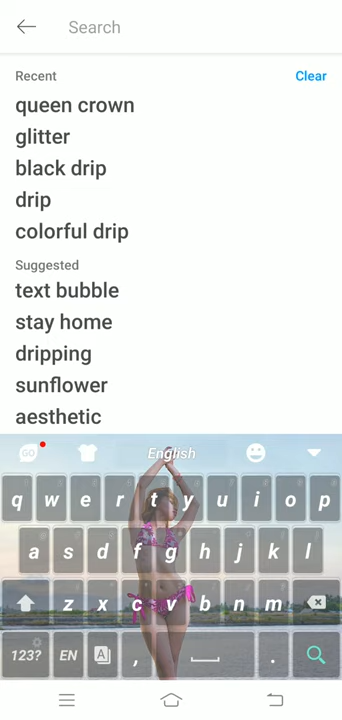 Search
Recent Clear
queen crown
glitter
black drip
drip
colorful drip
Suggested
text bubble
stay home
dripping
sunflower
aesthetic
GO English
q w e r t y u i o p
a s d f g h j k l
z x c v b n m
123? EN A , .